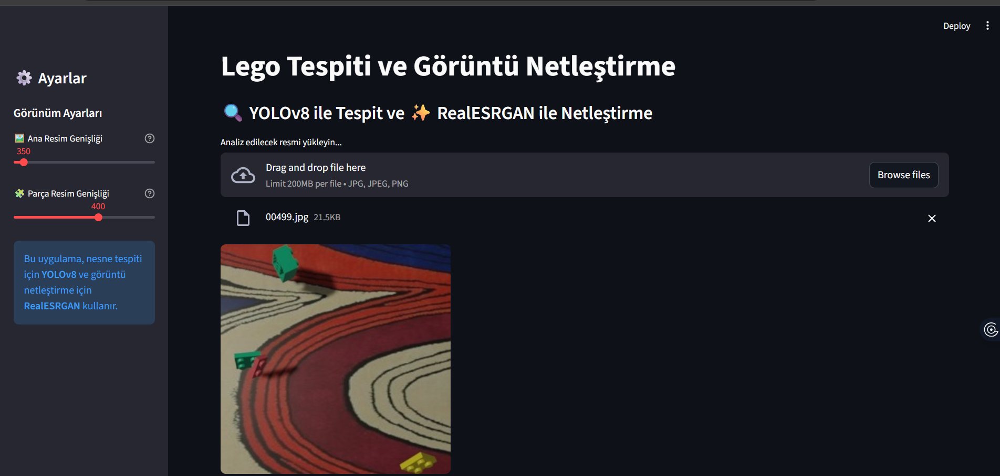 Deploy
Ayarlar
Görünüm Ayarları
Ana Resim Genişliği
350
Parça Resim Genişliği
400
Bu uygulama, nesne tespiti
için YOLOv8 ve görüntü
netleştirme için
RealESRGAN kullanır.
Lego Tespiti ve Görüntü Netleştirme
YOLOv8 ile Tespit ve RealESRGAN ile Netleştirme
Analiz edilecek resmi yükleyin...
Drag and drop file here
Limit 200MB per file • JPG, JPEG, PNG
Browse files
00499.jpg 21.5KB